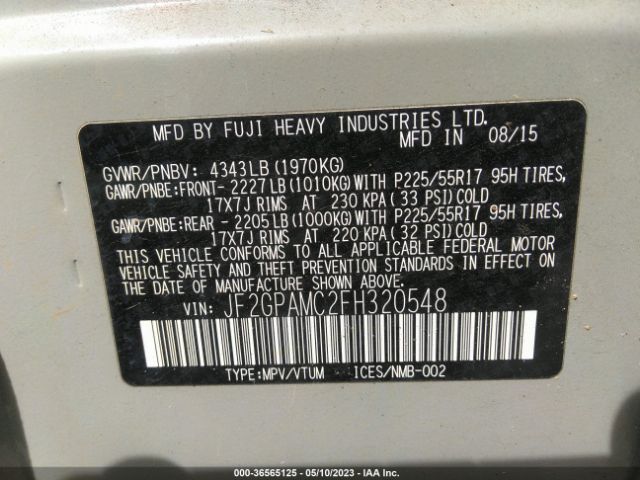 MFD BY FUJI HEAVY INDUSTRIES LTD.
MFD IN 08/15
GVWR/PNBV: 4343LB (1970KG)
GAWR/PNBE:FRONT- 2227LB (1010KG)WITH P225/55R17 95H TIRES,
17X7J RIMS AT 230 KPA ( 33 PSI) COLD
GAWR/PNBE:REAR - 2205LB (1000KG)WITH P225/55R17 95H TIRES,
17X7J RIMS AT 220 KPA ( 32 PSI) COLD
THIS VEHICLE CONFORMS TO ALL APPLICABLE FEDERAL MOTOR
VEHICLE SAFETY AND THEFT PREVENTION STANDARDS IN EFFECT
ON THE DATE OF MANUFACTURE SHOWN ABOVE.
VIN: JF2GPAMC2FH320548
TYPE:MPV/VTUM ICES/NMB-002
000-36565125 - 05/10/2023 - IAA Inc.